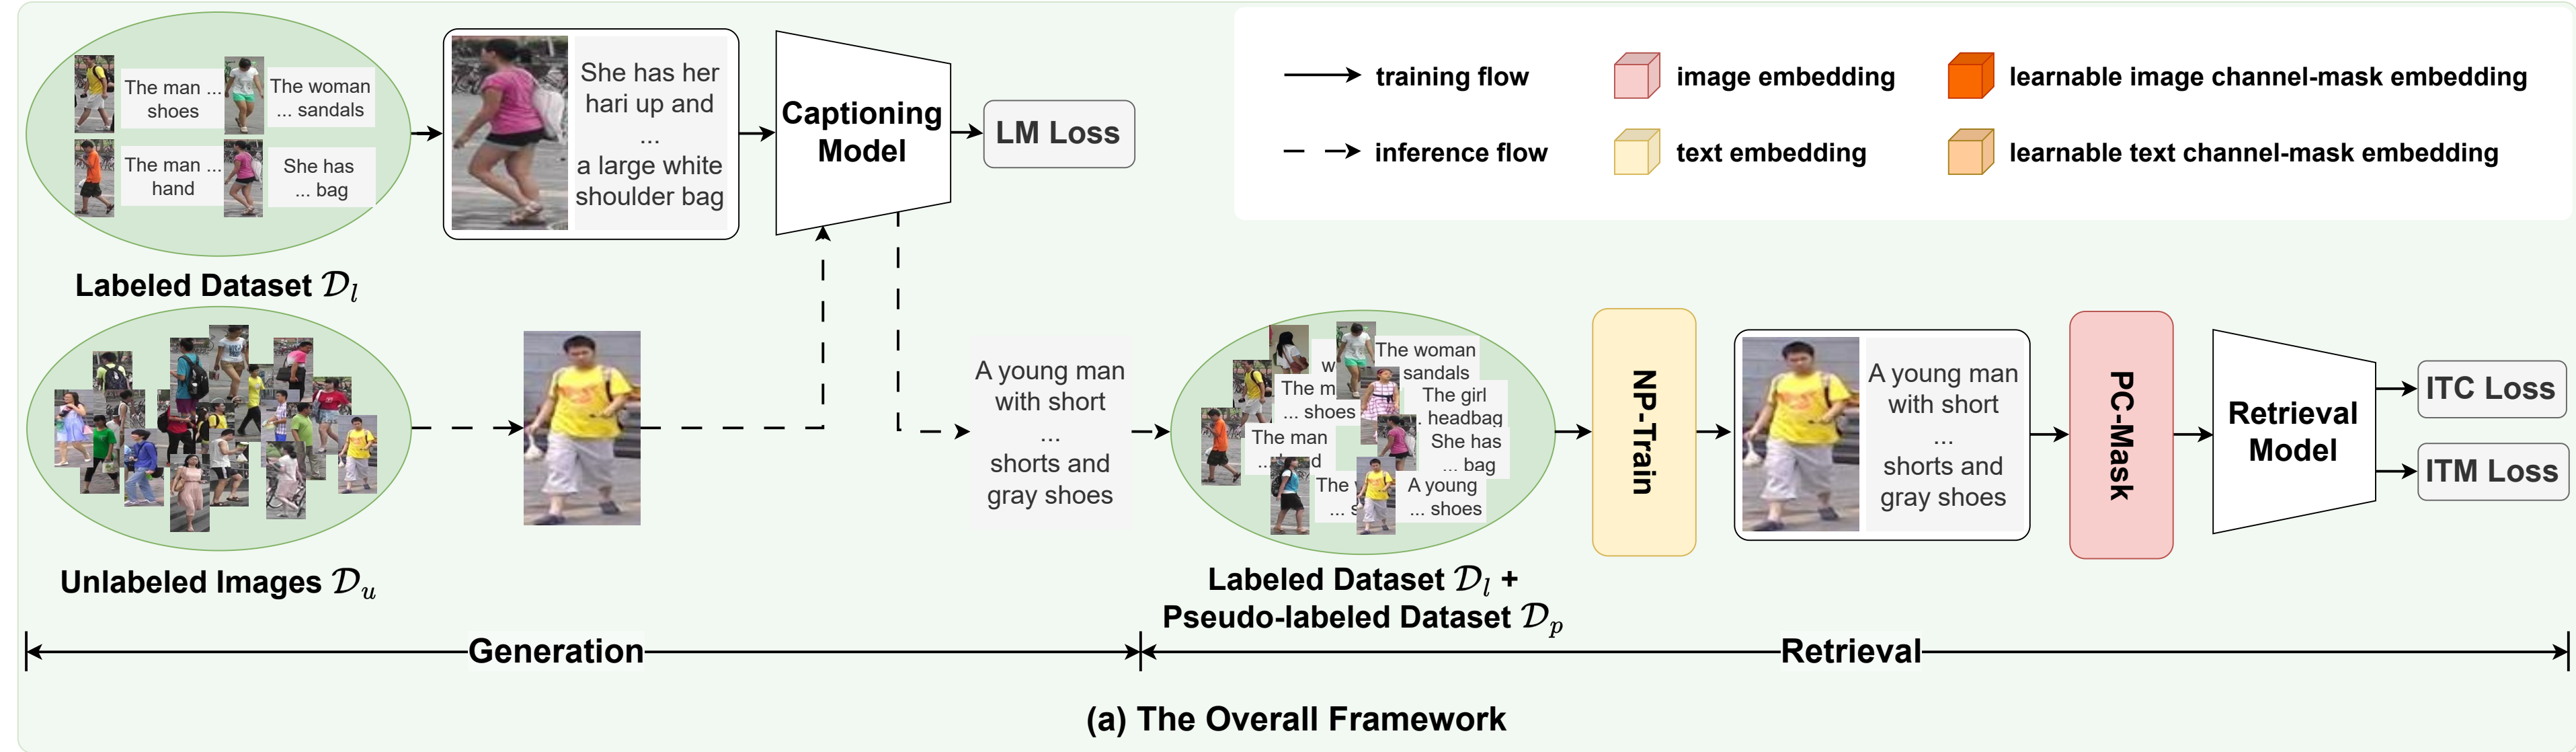 The man ...
shoes
The woman
... sandals
The man ...
hand
She has
... bag
Labeled Dataset 𝒟l
She has her
hari up and
...
a large white
shoulder bag
Captioning
Model
LM Loss
training flow
image embedding
learnable image channel-mask embedding
inference flow
text embedding
learnable text channel-mask embedding
Unlabeled Images 𝒟u
A young man
with short
...
shorts and
gray shoes
The woman
sandals
The m
... shoes
The girl
headbag
The man
She has
... bag
The
A young
... shoes
Labeled Dataset 𝒟l +
Pseudo-labeled Dataset 𝒟p
NP-Train
A young man
with short
...
shorts and
gray shoes
PC-Mask
Retrieval
Model
ITC Loss
ITM Loss
Generation
Retrieval
(a) The Overall Framework